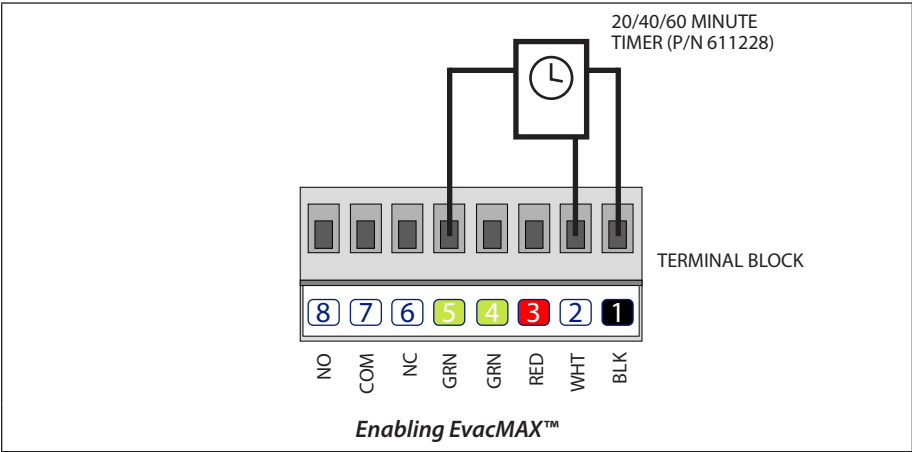 20/40/60 MINUTE
TIMER (P/N 611228)
TERMINAL BLOCK
8 7 6 5 4 3 2 1
NO COM NC GRN GRN RED WHT BLK
Enabling EvacMAX™